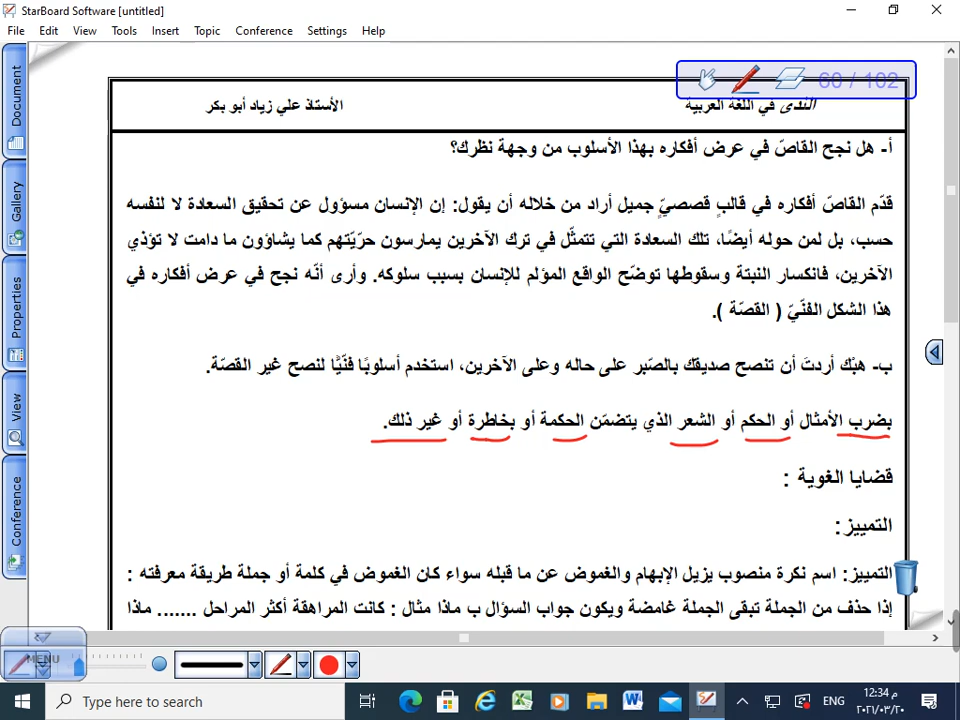 StarBoard Software [untitled]
File Edit View Tools Insert Topic Conference Settings Help
60 / 102
الندى في اللغة العربية
الأستاذ علي زياد أبو بكر
أ- هل نجح القاصّ في عرض أفكاره بهذا الأسلوب من وجهة نظرك؟
قدّم القاصّ أفكاره في قالبٍ قصصيّ جميل أراد من خلاله أن يقول: إن الإنسان مسؤول عن تحقيق السعادة لا لنفسه
حسب، بل لمن حوله أيضًا، تلك السعادة التي تتمثّل في ترك الآخرين يمارسون حرّيّتهم كما يشاؤون ما دامت لا تؤذي
الآخرين، فانكسار النبتة وسقوطها توضّح الواقع المؤلم للإنسان بسبب سلوكه. وأرى أنّه نجح في عرض أفكاره في
هذا الشكل الفنّيّ ( القصّة ).
ب- هبْك أردتَ أن تنصح صديقك بالصّبر على حاله وعلى الآخرين، استخدم أسلوبًا فنّيًّا لنصح غير القصّة.
بضرب الأمثال أو الحكم أو الشعر الذي يتضمّن الحكمة أو بخاطرة أو غير ذلك.
قضايا الغوية :
التمييز:
التمييز: اسم نكرة منصوب يزيل الإبهام والغموض عن ما قبله سواء كان الغموض في كلمة أو جملة طريقة معرفته :
إذا حذف من الجملة تبقى الجملة غامضة ويكون جواب السؤال ب ماذا مثال : كانت المراهقة أكثر المراحل ....... ماذا
Document
Gallery
Properties
View
Conference
MENU
Type here to search
ENG
12:34 م
٢٠٢١/٠٣/٢٠